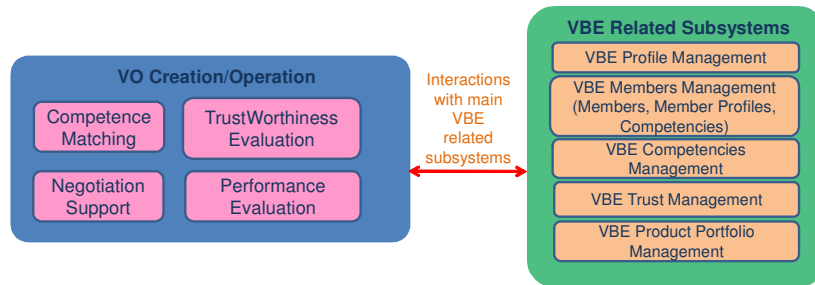 VO Creation/Operation
Competence
Matching
TrustWorthiness
Evaluation
Negotiation
Support
Performance
Evaluation
Interactions
with main
VBE
related
subsystems
VBE Related Subsystems
VBE Profile Management
VBE Members Management
(Members, Member Profiles,
Competencies)
VBE Competencies
Management
VBE Trust Management
VBE Product Portfolio
Management